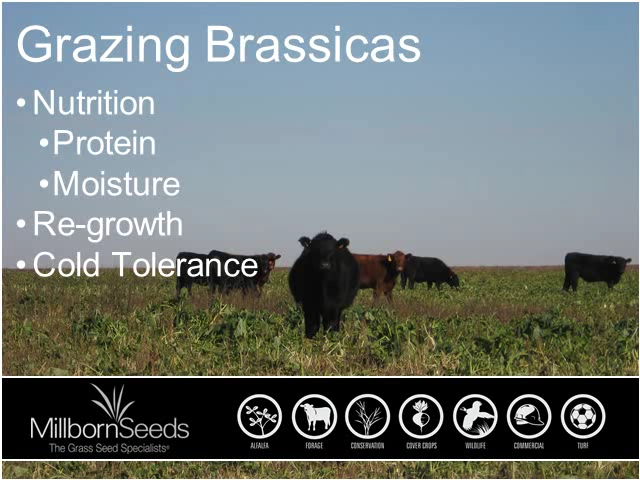 Grazing Brassicas
• Nutrition
• Protein
• Moisture
• Re-growth
• Cold Tolerance
MillbornSeeds
The Grass Seed Specialists®
ALFALFA FORAGE CONSERVATION COVER CROPS WILDLIFE COMMERCIAL TURF